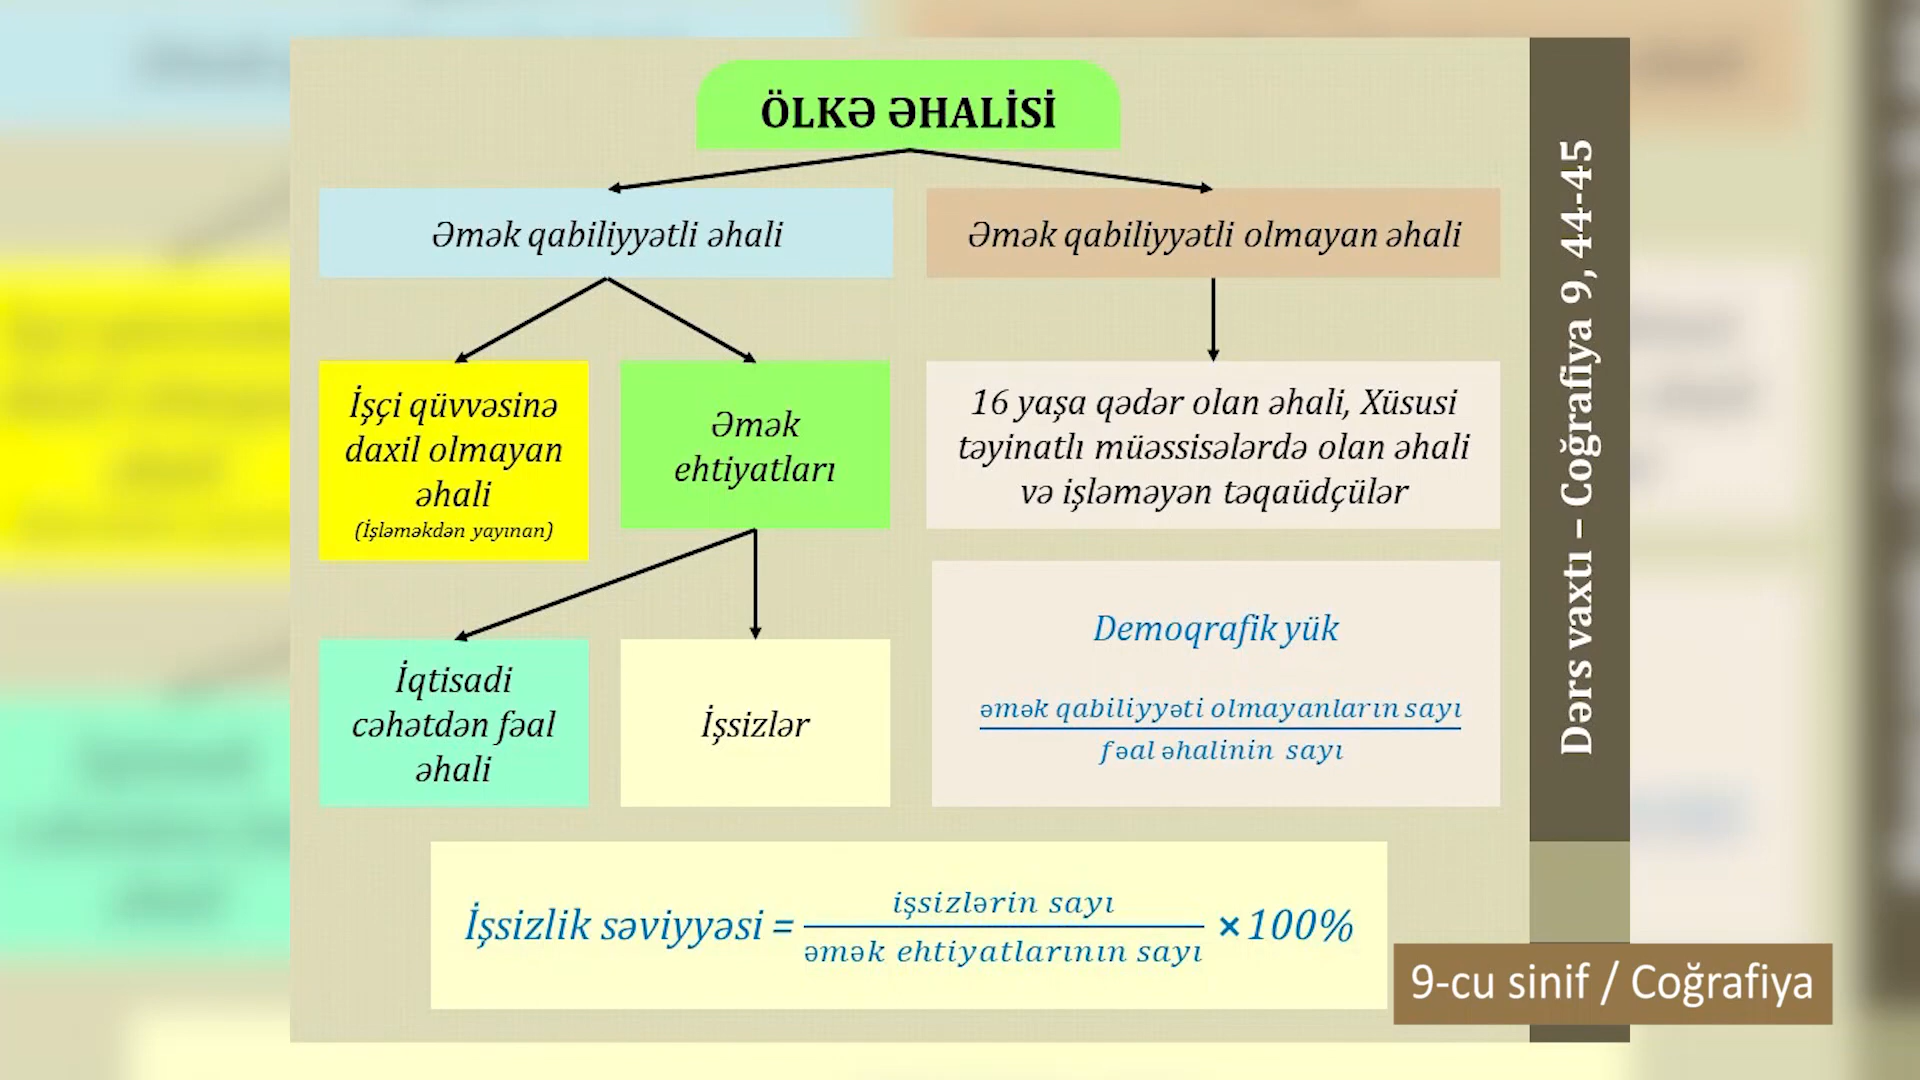 ÖLKƏ ƏHALİSİ
Əmək qabiliyyətli əhali
Əmək qabiliyyətli olmayan əhali
İşçi qüvvəsinə
daxil olmayan
əhali
(İşləməkdən yayınan)
Əmək
ehtiyatları
16 yaşa qədər olan əhali, Xüsusi
təyinatlı müəssisələrdə olan əhali
və işləməyən təqaüdçülər
İqtisadi
cəhətdən fəal
əhali
İşsizlər
Demoqrafik yük
əmək qabiliyyəti olmayanların sayı
fəal əhalinin sayı
İşsizlik səviyyəsi =
işsizlərin sayı
əmək ehtiyatlarının sayı
×100%
Dərs vaxtı – Coğrafiya 9, 44-45
9-cu sinif / Coğrafiya